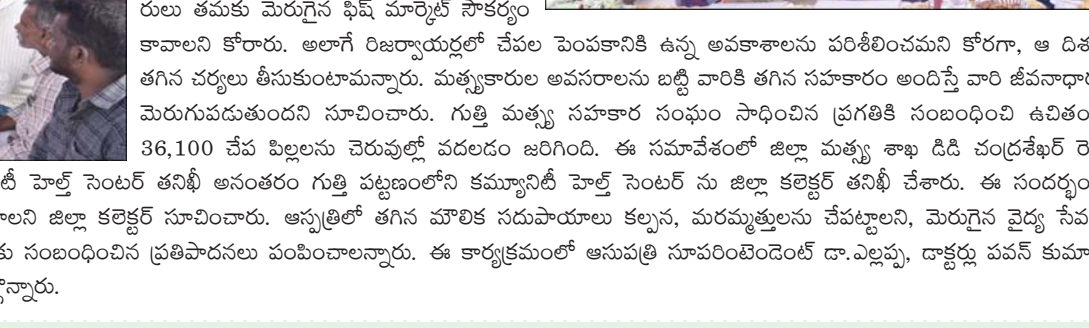 రులు తమకు మెరుగైన ఫిష్ మార్కెట్ సౌకర్యం
కావాలని కోరారు. అలాగే రిజర్వాయర్లలో చేపల పెంపకానికి ఉన్న అవకాశాలను పరిశీలించమని కోరగా, ఆ దిశ
తగిన చర్యలు తీసుకుంటామన్నారు. మత్స్యకారుల అవసరాలను బట్టి వారికి తగిన సహకారం అందిస్తే వారి జీవనాధార
మెరుగుపడుతుందని సూచించారు. గుత్తి మత్స్య సహకార సంఘం సాధించిన ప్రగతికి సంబంధించి ఉచితం
36,100 చేప పిల్లలను చెరువుల్లో వదలడం జరిగింది. ఈ సమావేశంలో జిల్లా మత్స్య శాఖ డిడి చంద్రశేఖర్ రె
టీ హెల్త్ సెంటర్ తనిఖీ అనంతరం గుత్తి పట్టణంలోని కమ్యూనిటీ హెల్త్ సెంటర్ ను జిల్లా కలెక్టర్ తనిఖీ చేశారు. ఈ సందర్భం
ాలని జిల్లా కలెక్టర్ సూచించారు. ఆస్పత్రిలో తగిన మౌలిక సదుపాయాలు కల్పన, మరమ్మత్తులను చేపట్టాలని, మెరుగైన వైద్య సేవ
కు సంబంధించిన ప్రతిపాదనలు పంపించాలన్నారు. ఈ కార్యక్రమంలో ఆసుపత్రి సూపరింటెండెంట్ డా.ఎల్లప్ప, డాక్టర్లు పవన్ కుమా
ొన్నారు.